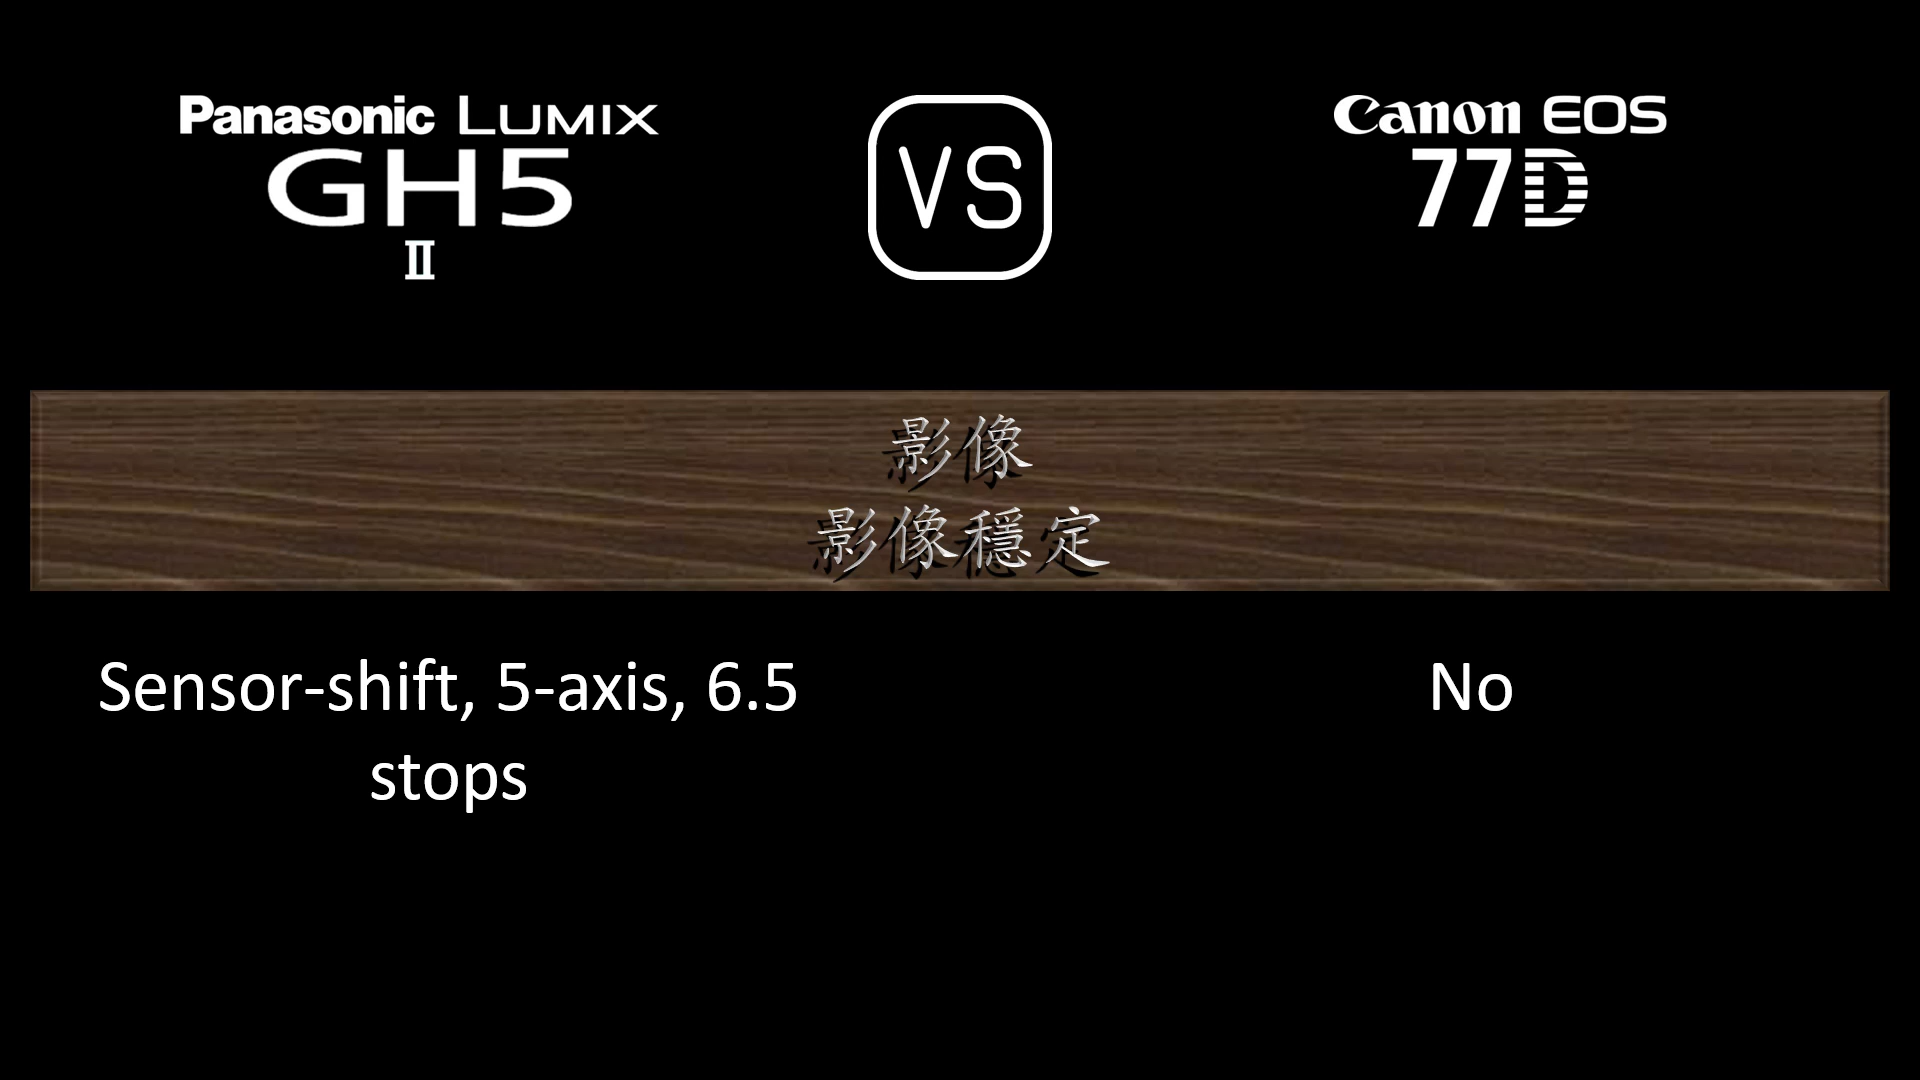 Panasonic LUMIX
GH5
II
VS
Canon EOS
77D
影像
影像穩定
Sensor-shift, 5-axis, 6.5
stops
No